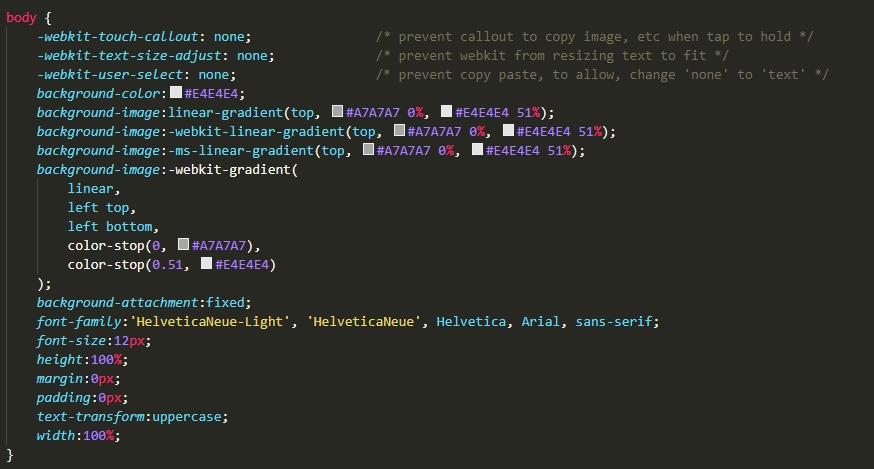 body {
    -webkit-touch-callout: none;                /* prevent callout to copy image, etc when tap to hold */
    -webkit-text-size-adjust: none;             /* prevent webkit from resizing text to fit */
    -webkit-user-select: none;                  /* prevent copy paste, to allow, change 'none' to 'text' */
    background-color:#E4E4E4;
    background-image:linear-gradient(top, #A7A7A7 0%, #E4E4E4 51%);
    background-image:-webkit-linear-gradient(top, #A7A7A7 0%, #E4E4E4 51%);
    background-image:-ms-linear-gradient(top, #A7A7A7 0%, #E4E4E4 51%);
    background-image:-webkit-gradient(
        linear,
        left top,
        left bottom,
        color-stop(0, #A7A7A7),
        color-stop(0.51, #E4E4E4)
    );
    background-attachment:fixed;
    font-family:'HelveticaNeue-Light', 'HelveticaNeue', Helvetica, Arial, sans-serif;
    font-size:12px;
    height:100%;
    margin:0px;
    padding:0px;
    text-transform:uppercase;
    width:100%;
}